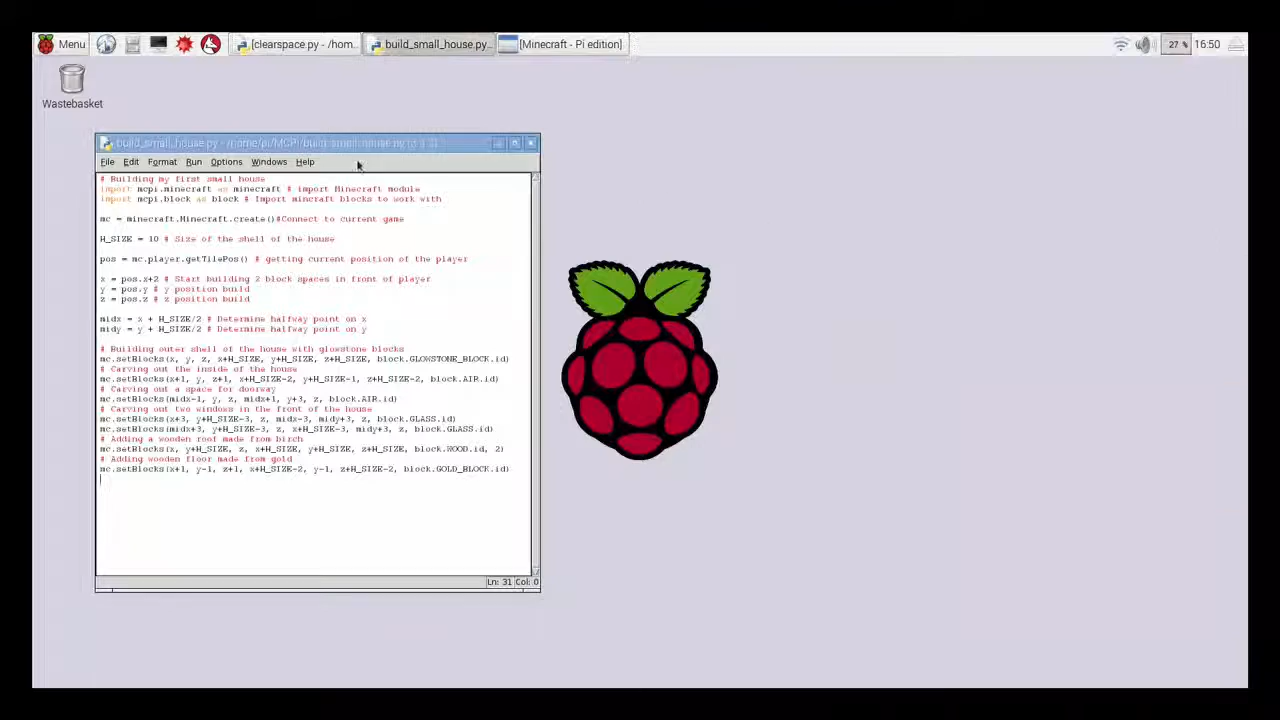 Menu
[clearspace.py - /hom...
build_small_house.py...
[Minecraft - Pi edition]
27 %
16:50
Wastebasket
build_small_house.py - /home/pi/MCPi/build_small_house.py
File Edit Format Run Options Windows Help
# Building my first small house
import mcpi.minecraft as minecraft # import Minecraft module
import mcpi.block as block # Import mincraft blocks to work with
mc = minecraft.Minecraft.create()#Connect to current game
H_SIZE = 10 # Size of the shell of the house
pos = mc.player.getTilePos() # getting current position of the player
x = pos.x+2 # Start building 2 block spaces in front of player
y = pos.y # y position build
z = pos.z # z position build
midx = x + H_SIZE/2 # Determine halfway point on x
midy = y + H_SIZE/2 # Determine halfway point on y
# Building outer shell of the house with glowstone blocks
mc.setBlocks(x, y, z, x+H_SIZE, y+H_SIZE, z+H_SIZE, block.GLOWSTONE_BLOCK.id)
# Carving out the inside of the house
mc.setBlocks(x+1, y, z+1, x+H_SIZE-2, y+H_SIZE-1, z+H_SIZE-2, block.AIR.id)
# Carving out a space for doorway
mc.setBlocks(midx-1, y, z, midx+1, y+3, z, block.AIR.id)
# Carving out two windows in the front of the house
mc.setBlocks(x+3, y+H_SIZE-3, z, midx-3, midy+3, z, block.GLASS.id)
mc.setBlocks(midx+3, y+H_SIZE-3, z, x+H_SIZE-3, midy+3, z, block.GLASS.id)
# Adding a wooden roof made from birch
mc.setBlocks(x, y+H_SIZE, z, x+H_SIZE, y+H_SIZE, z+H_SIZE, block.WOOD.id, 2)
# Adding wooden floor made from gold
mc.setBlocks(x+1, y-1, z+1, x+H_SIZE-2, y-1, z+H_SIZE-2, block.GOLD_BLOCK.id)
Ln: 31 Col: 0